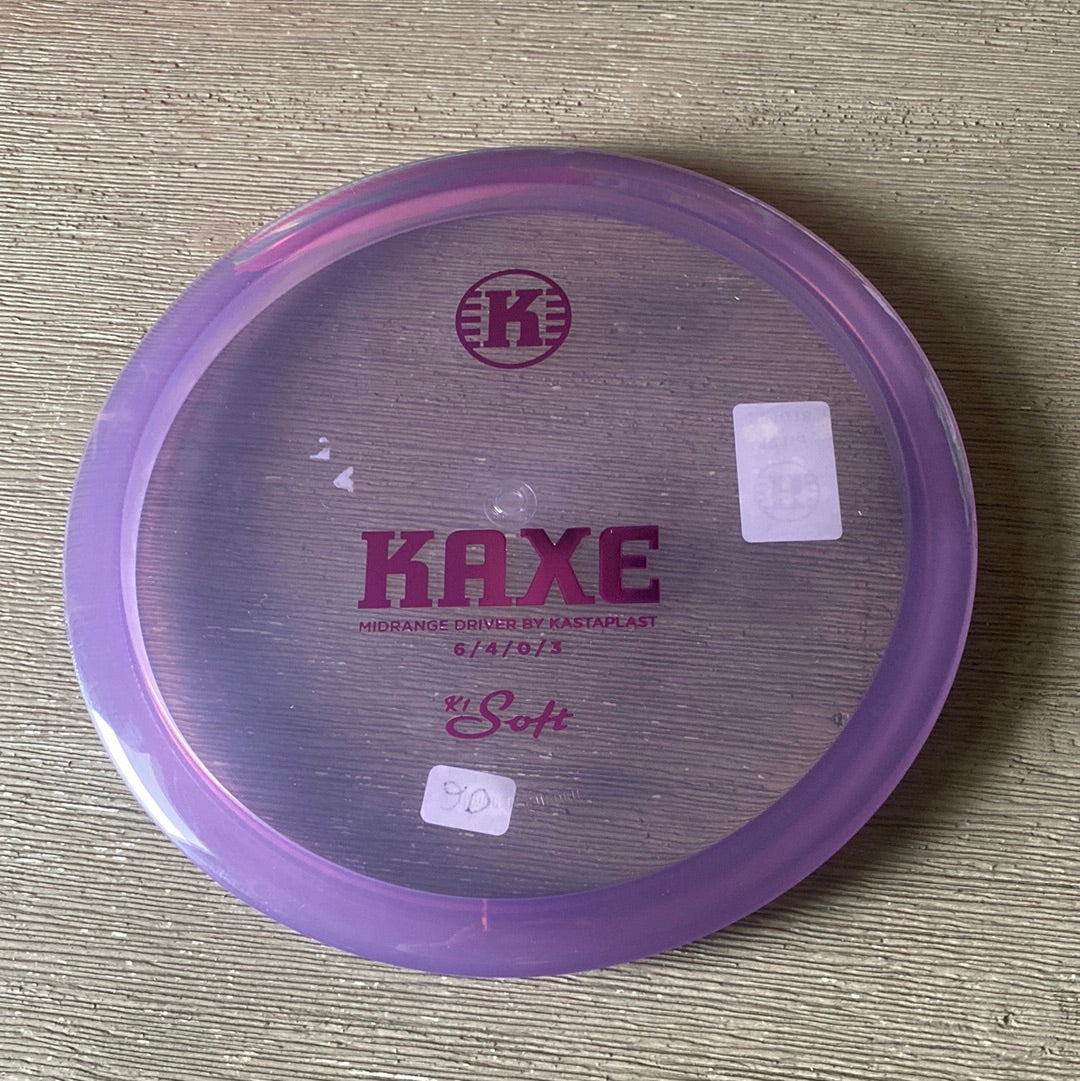 K
KAXE
MIDRANGE DRIVER BY KASTAPLAST
6/4/0/3
K1 Soft